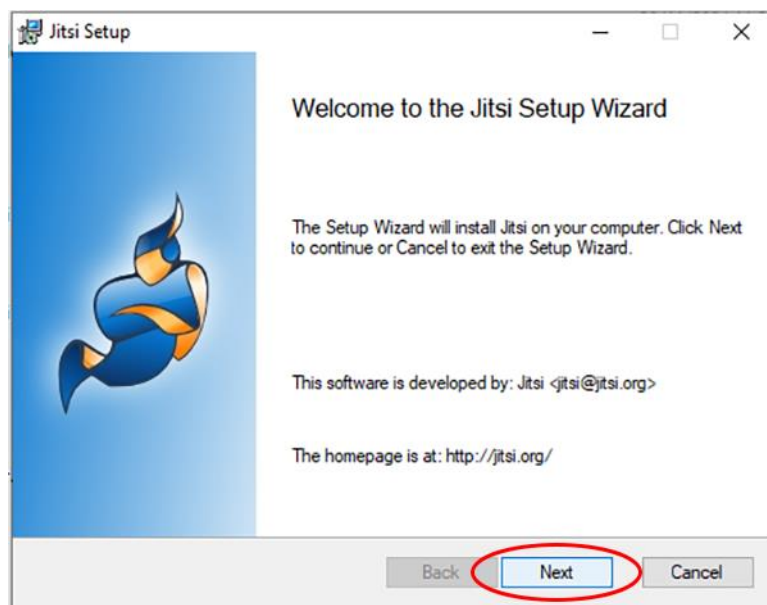 Jitsi Setup
Welcome to the Jitsi Setup Wizard
The Setup Wizard will install Jitsi on your computer. Click Next
to continue or Cancel to exit the Setup Wizard.
This software is developed by: Jitsi <jitsi@jitsi.org>
The homepage is at: http://jitsi.org/
Back
Next
Cancel